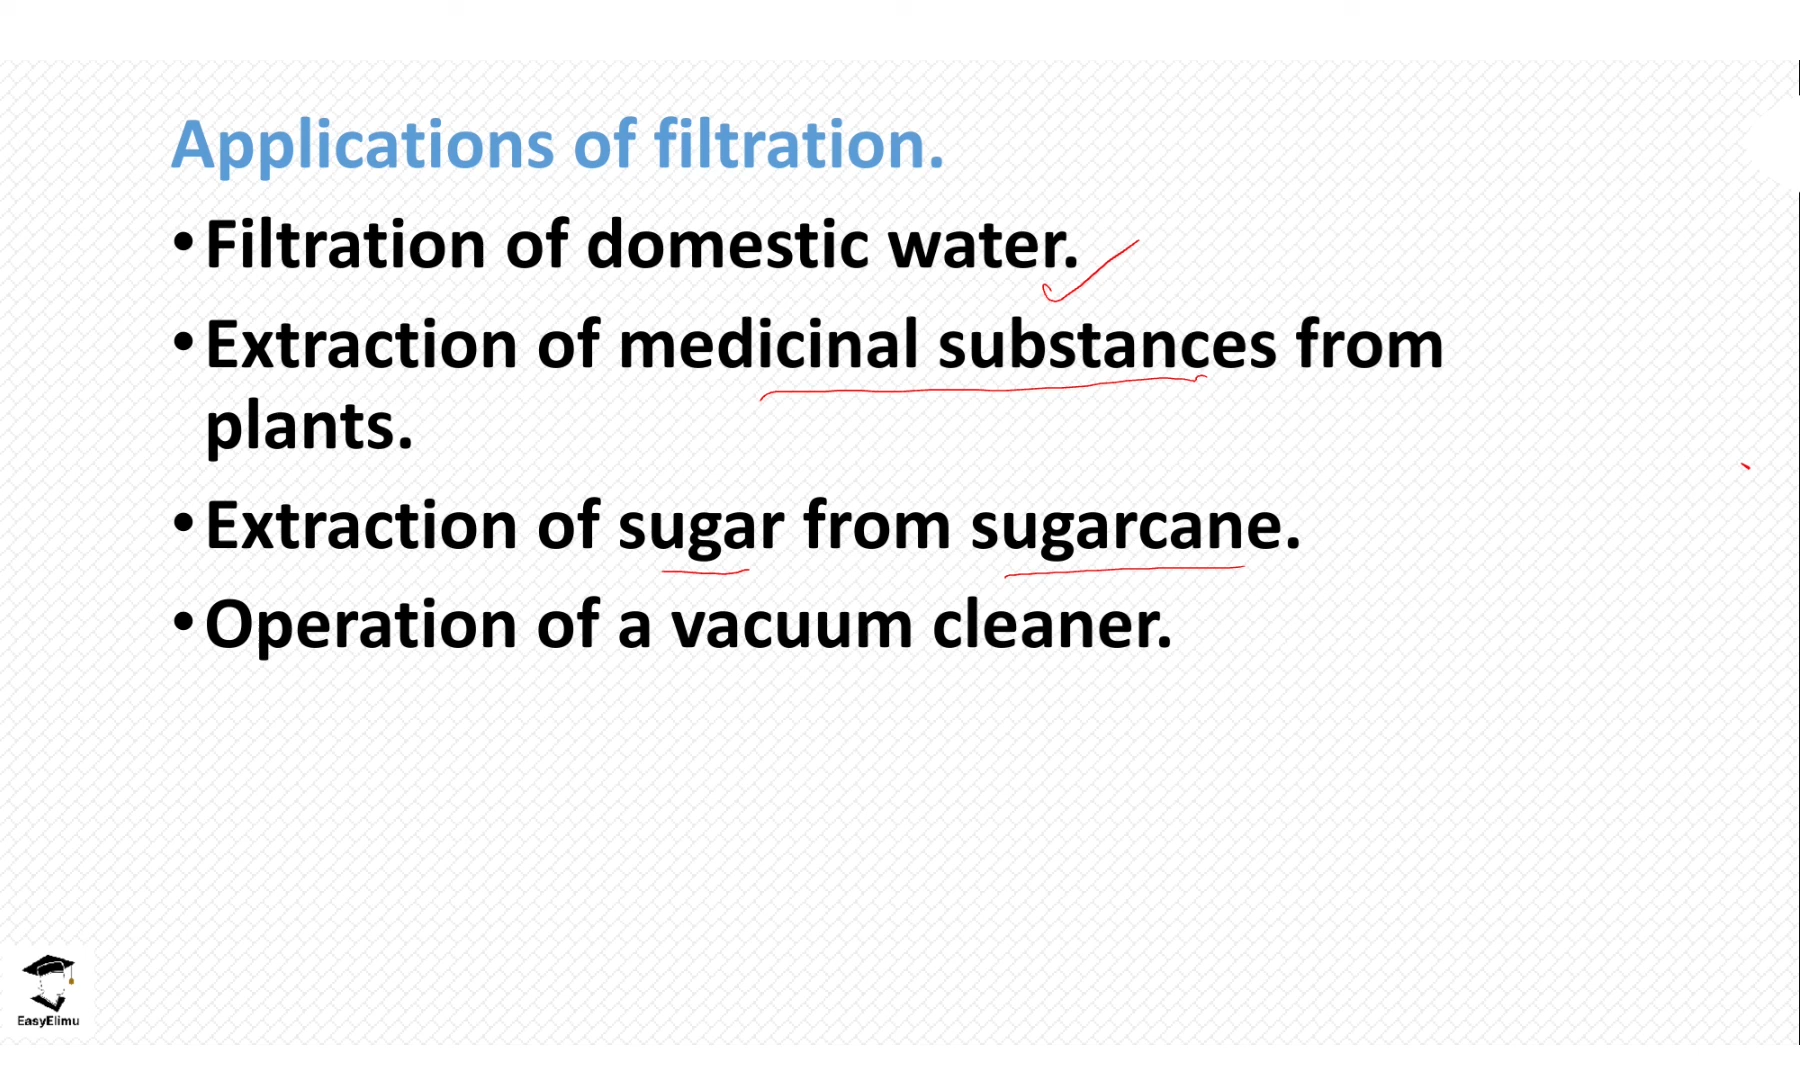 Applications of filtration.
•Filtration of domestic water.
•Extraction of medicinal substances from
plants.
•Extraction of sugar from sugarcane.
•Operation of a vacuum cleaner.
EasyElimu